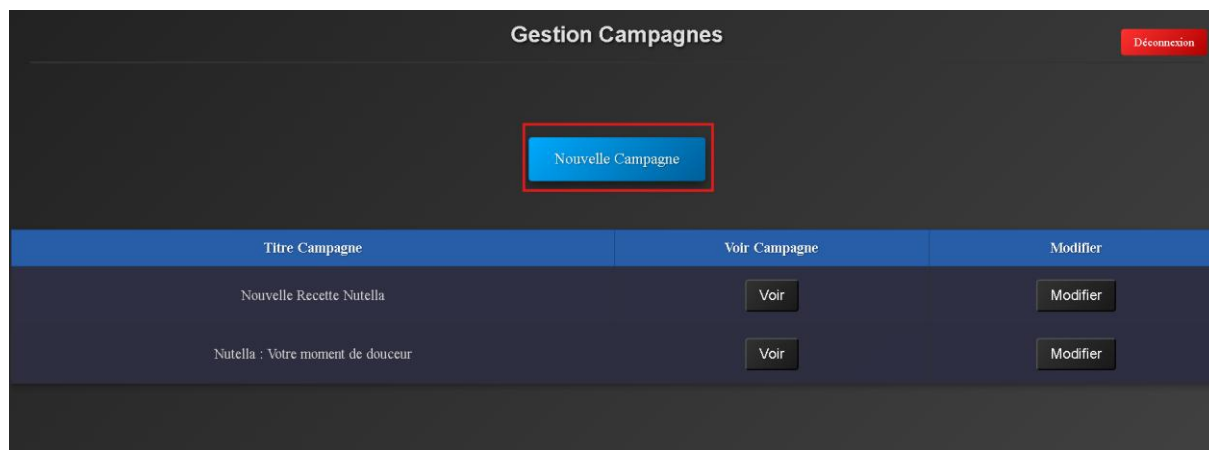 Gestion Campagnes
Déconnexion
Nouvelle Campagne
Titre Campagne Voir Campagne Modifier
Nouvelle Recette Nutella Voir Modifier
Nutella : Votre moment de douceur Voir Modifier